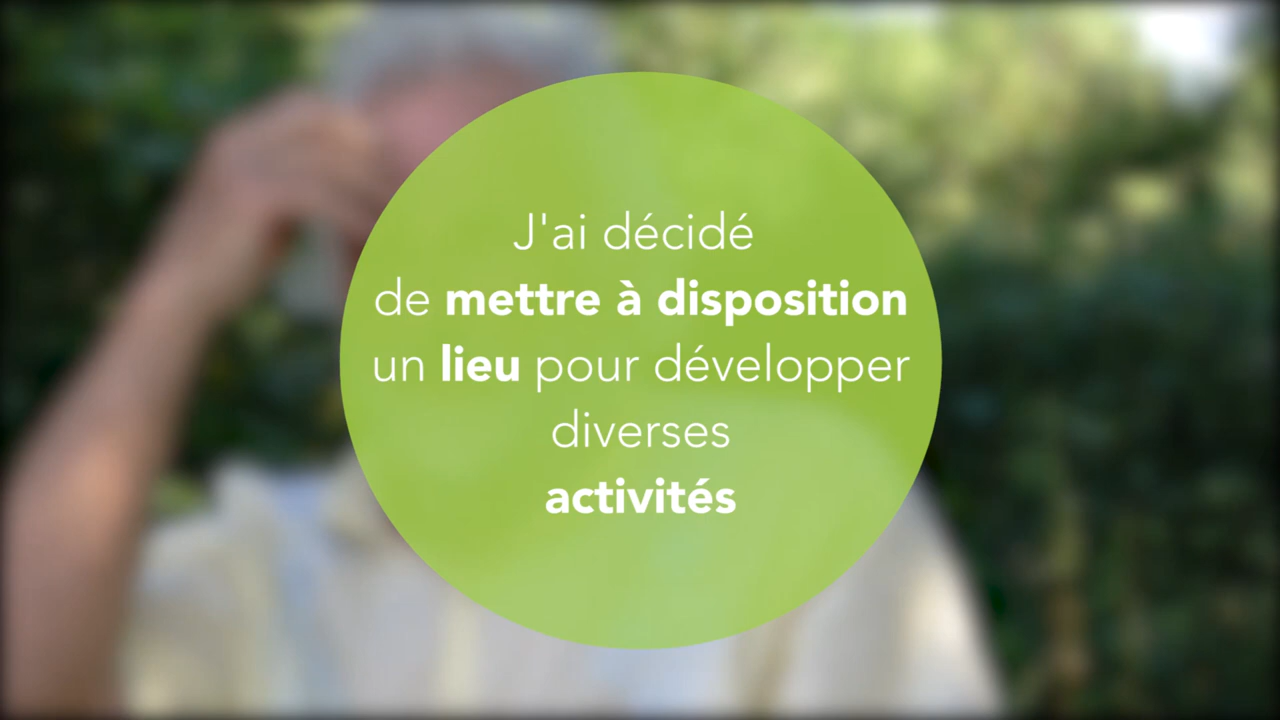 J'ai décidé
de mettre à disposition
un lieu pour développer
diverses
activités